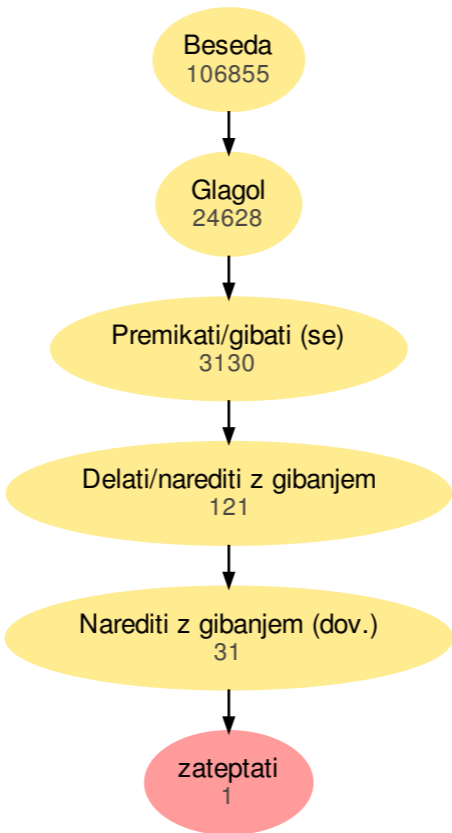 Beseda
106855
Glagol
24628
Premikati/gibati (se)
3130
Delati/narediti z gibanjem
121
Narediti z gibanjem (dov.)
31
zateptati
1